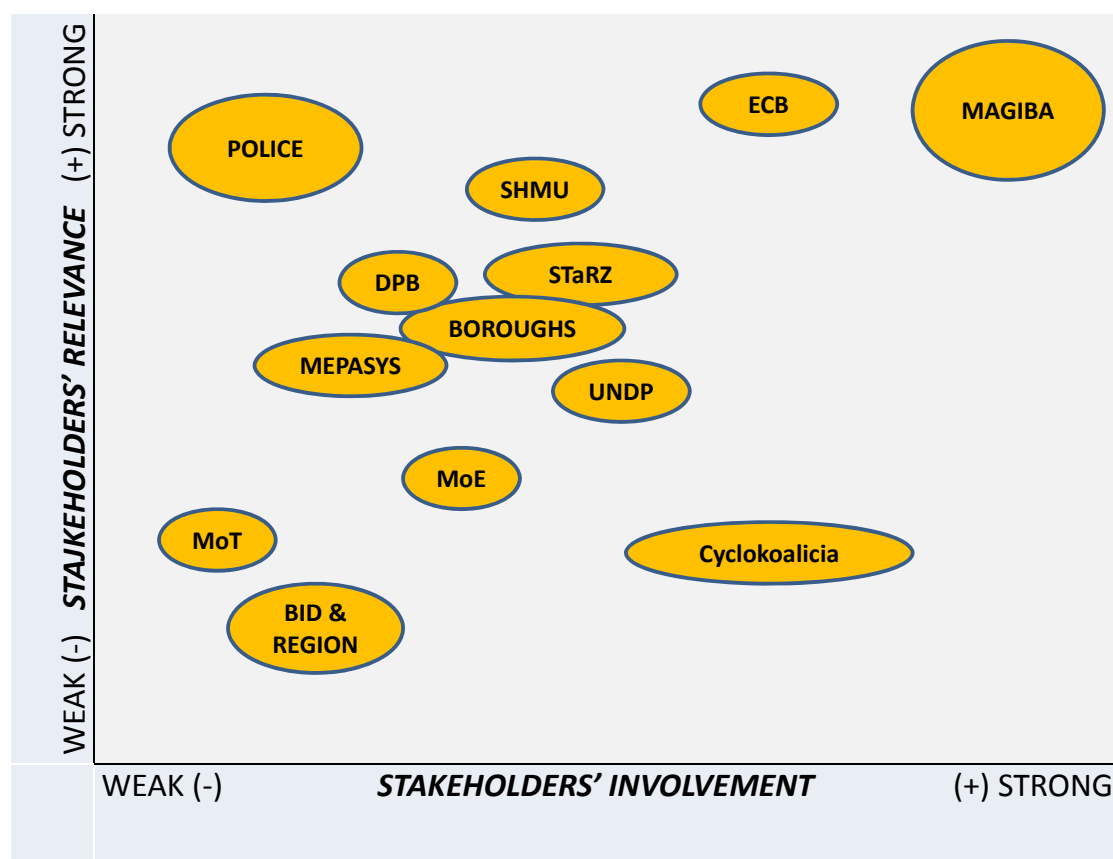 WEAK (-) STAJKEHOLDERS’ RELEVANCE (+) STRONG
ECB
MAGIBA
POLICE
SHMU
DPB
STaRZ
BOROUGHS
MEPASYS
UNDP
MoE
MoT
Cyclokoalicia
BID &
REGION
WEAK (-) STAKEHOLDERS’ INVOLVEMENT (+) STRONG